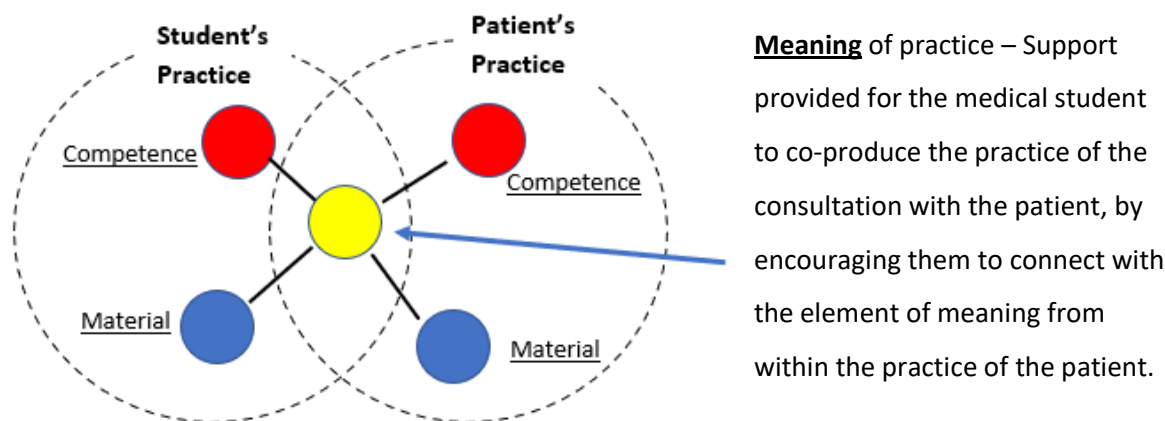 Student's
Practice
Patient's
Practice
Competence
Competence
Material
Material
Meaning of practice – Support
provided for the medical student
to co-produce the practice of the
consultation with the patient, by
encouraging them to connect with
the element of meaning from
within the practice of the patient.